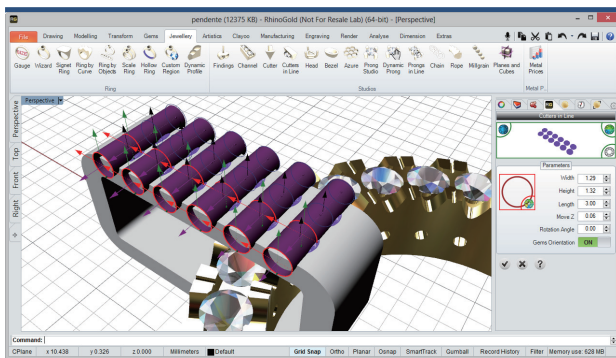 pendente (12375 KB) - RhinoGold (Not For Resale Lab) (64-bit) - [Perspective]
File Drawing Modelling Transform Gems Jewellery Artistics Clayoo Manufacturing Engraving Render Analyse Dimension Extras
Gauge Wizard Signet Ring Ring by Curve Ring by Objects Scale Ring Hollow Ring Custom Region Dynamic Profile Findings Channel Cutter Cutters in Line Head Bezel Azure Prong Studio Dynamic Prong Prongs in Line Chain Rope Millgrain Planes and Cubes Metal Prices
Ring Studios Metal P...
Perspective
Perspective
Top
Front
Right
Cutters in Line
Parameters
Width 1.29
Height 1.32
Length 3.00
Move Z 0.06
Rotation Angle 0.00
Gems Orientation ON
Command:
CPlane x 10.438 y 0.326 z 0.000 Millimeters Default Grid Snap Ortho Planar Osnap SmartTrack Gumball Record History Filter Memory use: 628 MB